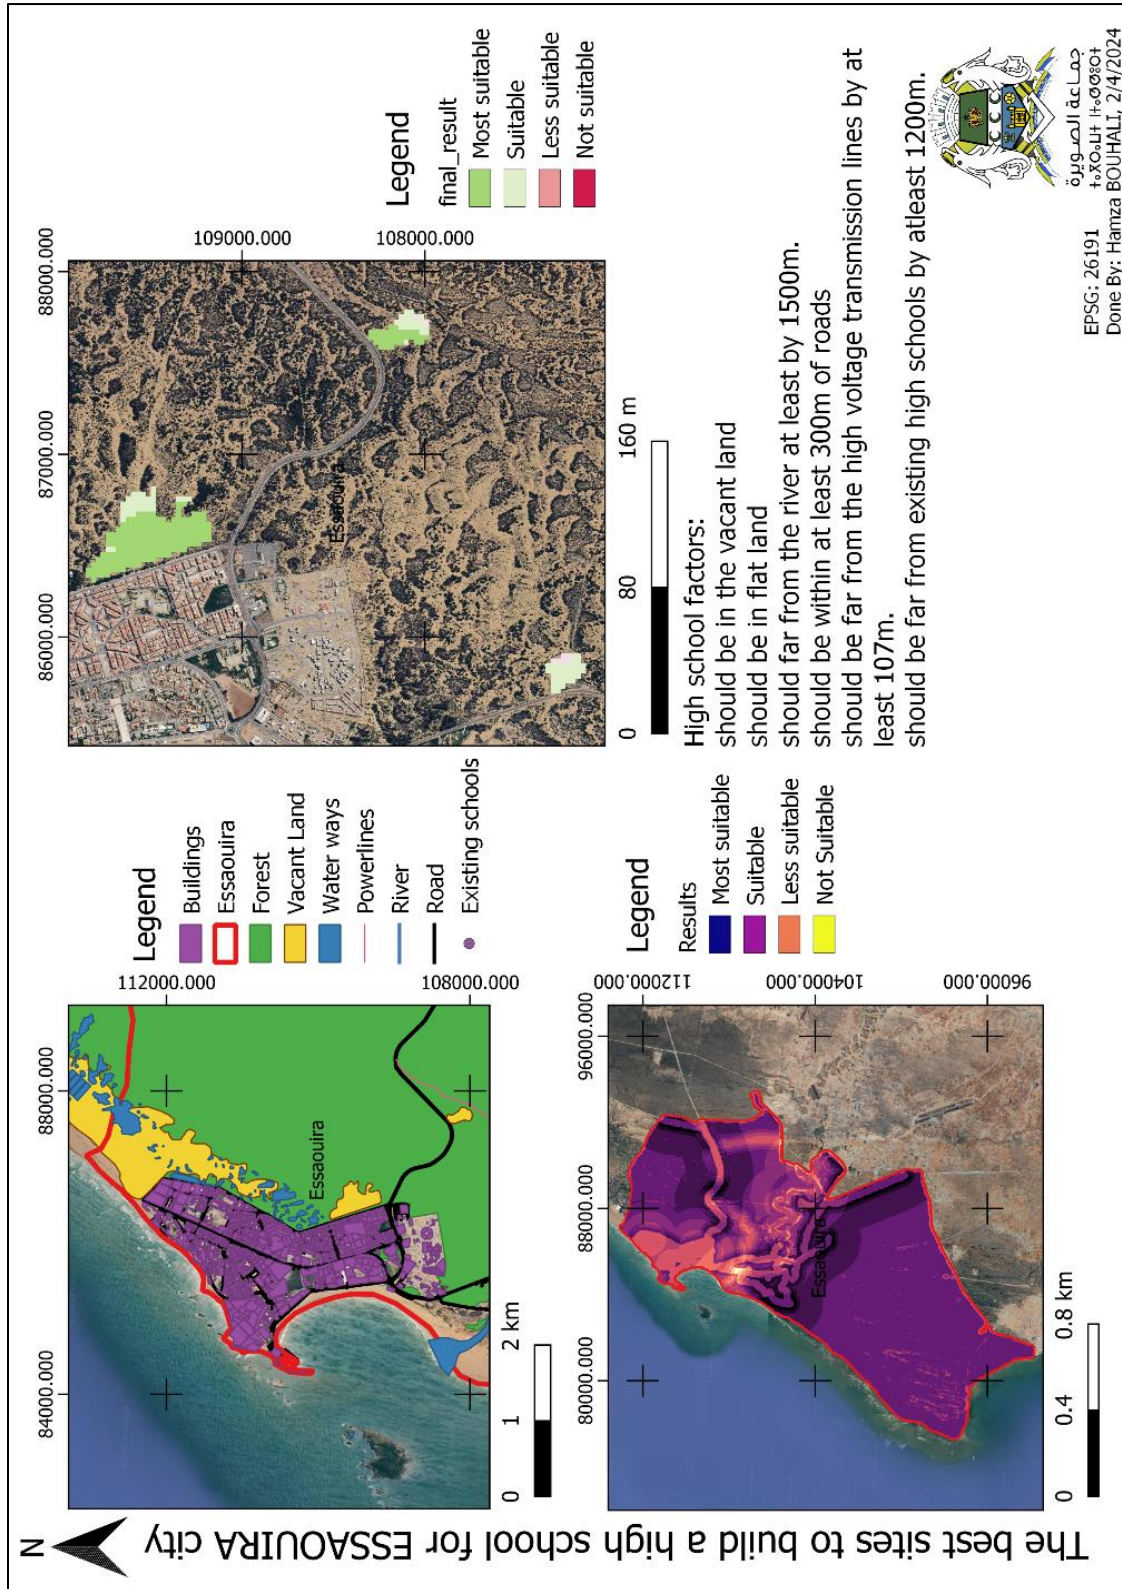 The best sites to build a high school for ESSAOUIRA city
N
84000.000
88000.000
112000.000
108000.000
Essaouira
0 1 2 km
Legend
Buildings
Essaouira
Forest
Vacant Land
Water ways
Powerlines
River
Road
Existing schools
86000.000
87000.000
88000.000
109000.000
108000.000
Essaouira
0 80 160 m
Legend
final_result
Most suitable
Suitable
Less suitable
Not suitable
80000.000
88000.000
96000.000
112000.000
104000.000
96000.000
Essaouira
0 0.4 0.8 km
Legend
Results
Most suitable
Suitable
Less suitable
Not Suitable
High school factors:
should be in the vacant land
should be in flat land
should far from the river at least by 1500m.
should be within at least 300m of roads
should be far from the high voltage transmission lines by at
least 107m.
should be far from existing high schools by atleast 1200m.
جماعة الصويرة
EPSG: 26191
Done By: Hamza BOUHALI, 2/4/2024